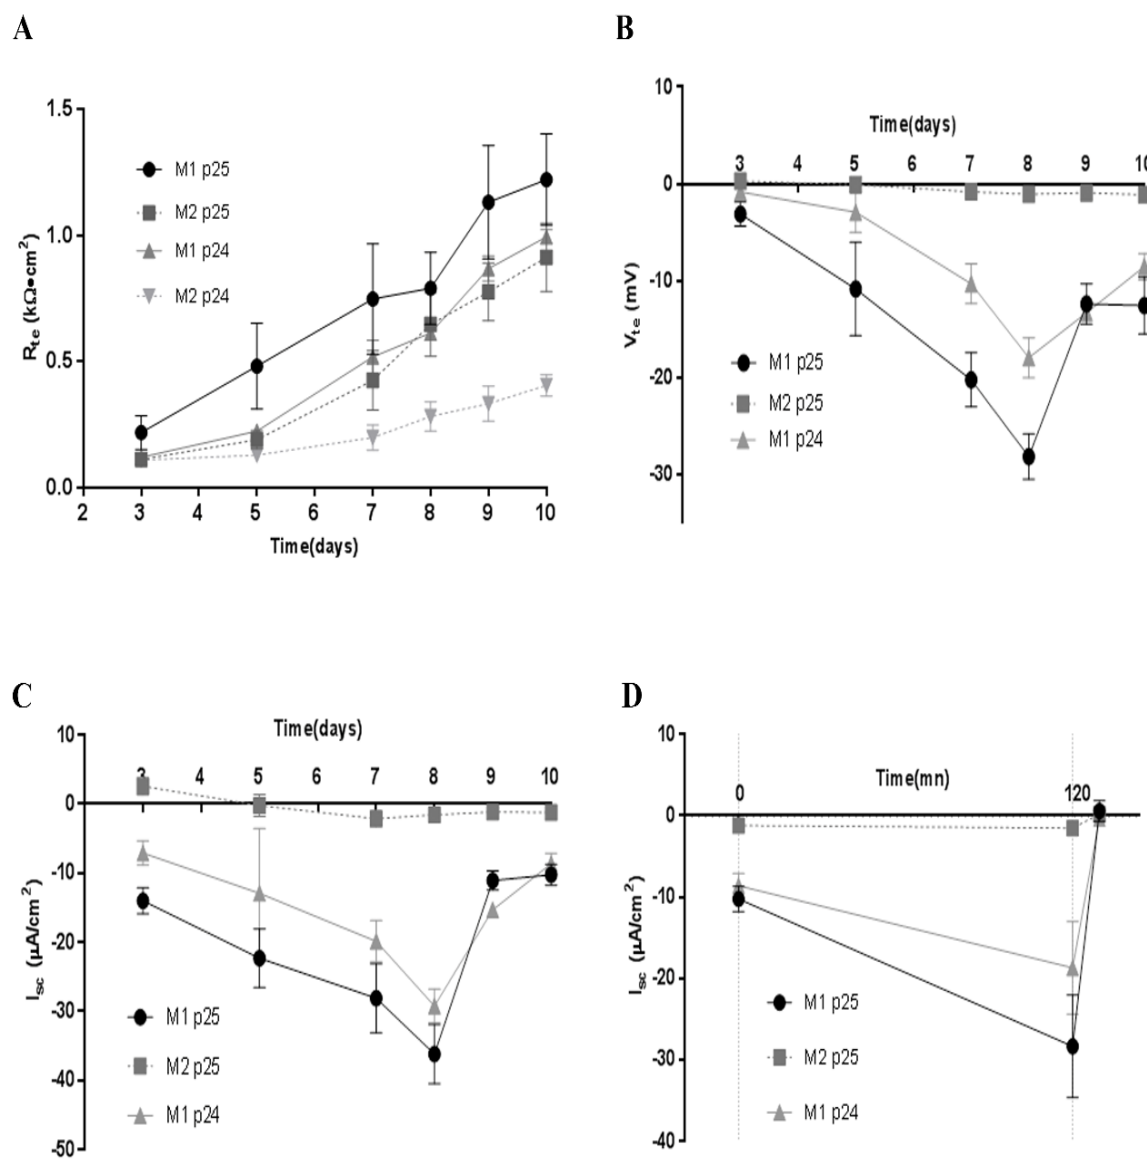 A
1.5
1.0
0.5
0.0
Rte (kΩ•cm²)
M1 p25
M2 p25
M1 p24
M2 p24
2 3 4 5 6 7 8 9 10
Time(days)
B
10
0
-10
-20
-30
Vte (mV)
Time(days)
3 4 5 6 7 8 9 10
M1 p25
M2 p25
M1 p24
C
10
0
-10
-20
-30
-40
-50
Isc (µA/cm²)
Time(days)
3 4 5 6 7 8 9 10
M1 p25
M2 p25
M1 p24
D
10
0
-10
-20
-30
-40
Isc (µA/cm²)
Time(mn)
0 120
M1 p25
M2 p25
M1 p24